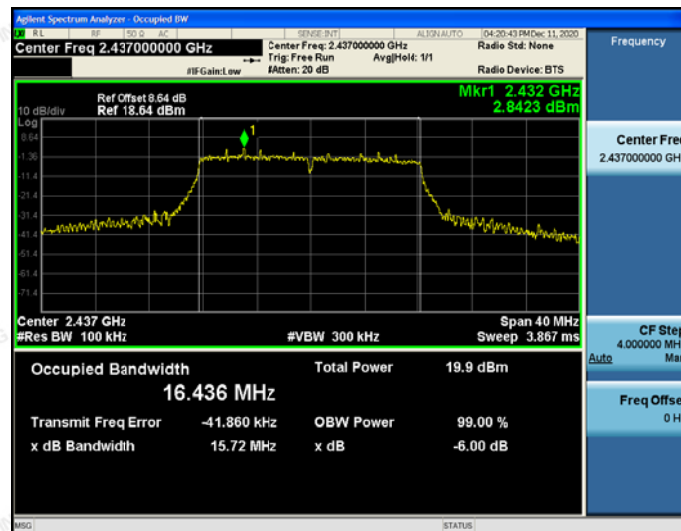 Agilent Spectrum Analyzer - Occupied BW
RL RF 50 Ω AC SENSE:INT ALIGN AUTO 04:20:43 PM Dec 11, 2020
Center Freq 2.437000000 GHz Center Freq: 2.437000000 GHz Radio Std: None
Trig: Free Run Avg|Hold: 1/1
#IFGain:Low #Atten: 20 dB Radio Device: BTS
Frequency
Mkr1 2.432 GHz
2.8423 dBm
Ref Offset 8.64 dB
10 dB/div Ref 18.64 dBm
Log
1
8.64
-1.36
-11.4
-21.4
-31.4
-41.4
-51.4
-61.4
-71.4
Center 2.437 GHz Span 40 MHz
#Res BW 100 kHz #VBW 300 kHz Sweep 3.867 ms
Occupied Bandwidth Total Power 19.9 dBm
16.436 MHz
Transmit Freq Error -41.860 kHz OBW Power 99.00 %
x dB Bandwidth 15.72 MHz x dB -6.00 dB
Center Fre
2.437000000 GH
CF Step
4.000000 MH
Auto Ma
Freq Offse
0 H
MSG STATUS